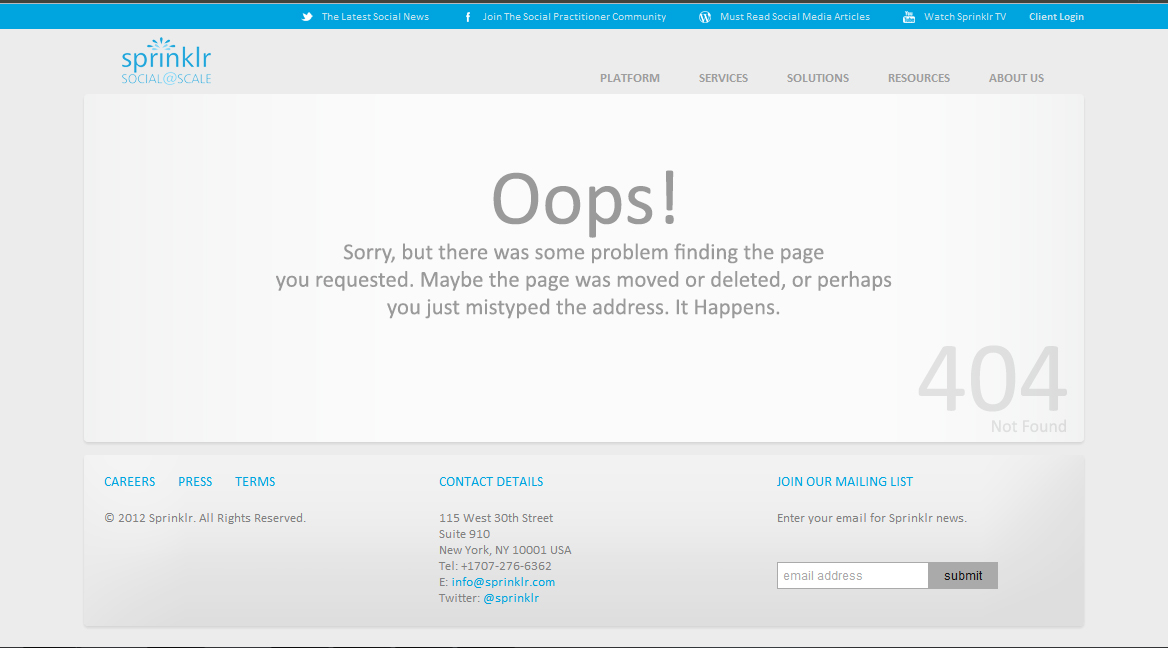 The Latest Social News Join The Social Practitioner Community Must Read Social Media Articles You Tube Watch Sprinklr TV Client Login
sprinklr
SOCIAL@SCALE
PLATFORM SERVICES SOLUTIONS RESOURCES ABOUT US
Oops!
Sorry, but there was some problem finding the page
you requested. Maybe the page was moved or deleted, or perhaps
you just mistyped the address. It Happens.
404
Not Found
CAREERS PRESS TERMS
© 2012 Sprinklr. All Rights Reserved.
CONTACT DETAILS
115 West 30th Street
Suite 910
New York, NY 10001 USA
Tel: +1707-276-6362
E: info@sprinklr.com
Twitter: @sprinklr
JOIN OUR MAILING LIST
Enter your email for Sprinklr news.
email address submit